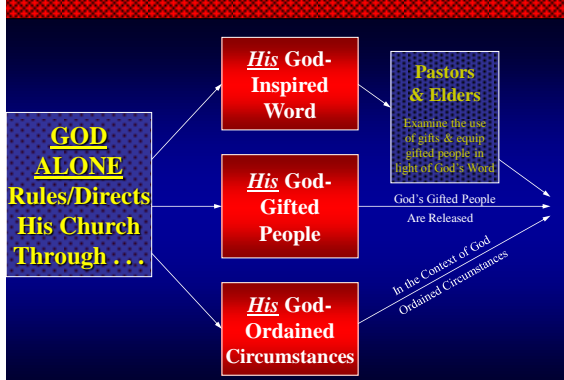 GOD
ALONE
Rules/Directs
His Church
Through . . .
His God-
Inspired
Word
His God-
Gifted
People
His God-
Ordained
Circumstances
Pastors
& Elders
Examine the use
of gifts & equip
gifted people in
light of God's Word
God's Gifted People
Are Released
In the Context of God
Ordained Circumstances